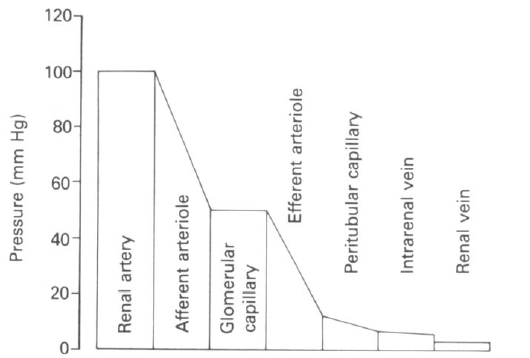 120
100
80
60
40
20
0
Pressure (mm Hg)
Renal artery
Afferent arteriole
Glomerular
capillary
Efferent arteriole
Peritubular capillary
Intrarenal vein
Renal vein